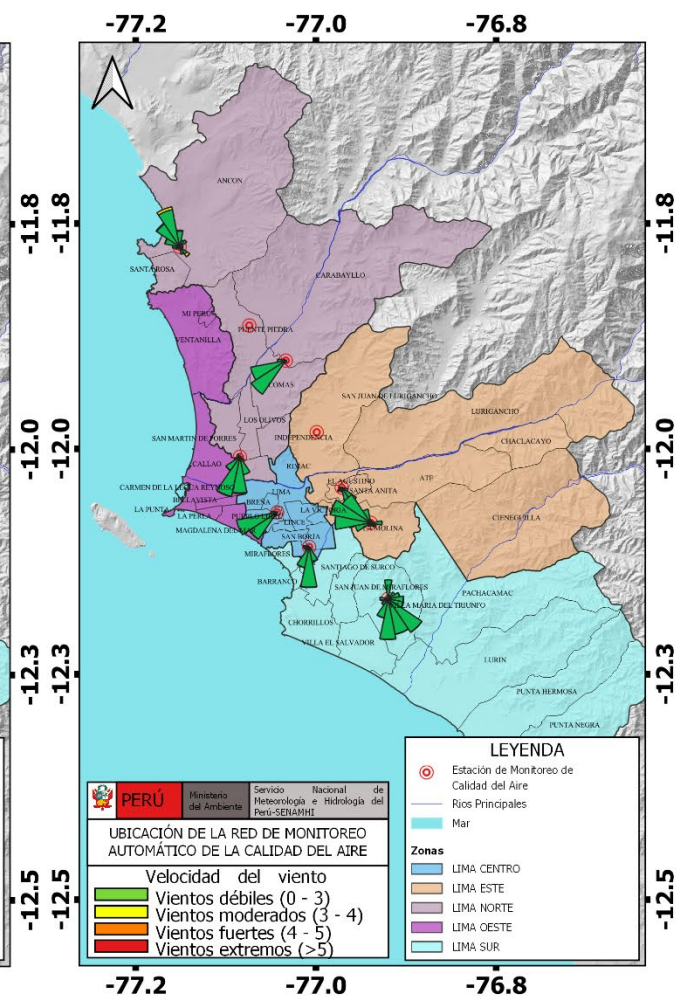 -77.2 -77.0 -76.8
-11.8 -11.8
-12.0 -12.0
-12.3 -12.3
-12.5 -12.5
ANCON
SANTA ROSA
CARABAYLLO
MI PERU
VENTANILLA
PUENTE PIEDRA
COMAS
SAN JUAN DE LURIGANCHO
LURIGANCHO
LOS OLIVOS
SAN MARTIN DE PORRES
INDEPENDENCIA
CHACLACAYO
CALLAO
RIMAC
CARMEN DE LA LEGUA REYNOSO
EL AGUSTINO
ATE
SANTA ANITA
BELLAVISTA
LIMA
LA PUNTA
BREÑA
LA PERLA
LA VICTORIA
CIENEGUILLA
LINCE
MAGDALENA DEL MAR
SAN BORJA
MIRAFLORES
SANTIAGO DE SURCO
BARRANCO
SAN JUAN DE MIRAFLORES
PACHACAMAC
VILLA MARIA DEL TRIUNFO
CHORRILLOS
VILLA EL SALVADOR
LURIN
PUNTA HERMOSA
PUNTA NEGRA
PERÚ
Ministerio
del Ambiente
Servicio Nacional de
Meteorología e Hidrología del
Perú-SENAMHI
UBICACIÓN DE LA RED DE MONITOREO
AUTOMÁTICO DE LA CALIDAD DEL AIRE
Velocidad del viento
Vientos débiles (0 - 3)
Vientos moderados (3 - 4)
Vientos fuertes (4 - 5)
Vientos extremos (>5)
LEYENDA
Estación de Monitoreo de
Calidad del Aire
Rios Principales
Mar
Zonas
LIMA CENTRO
LIMA ESTE
LIMA NORTE
LIMA OESTE
LIMA SUR
-77.2 -77.0 -76.8